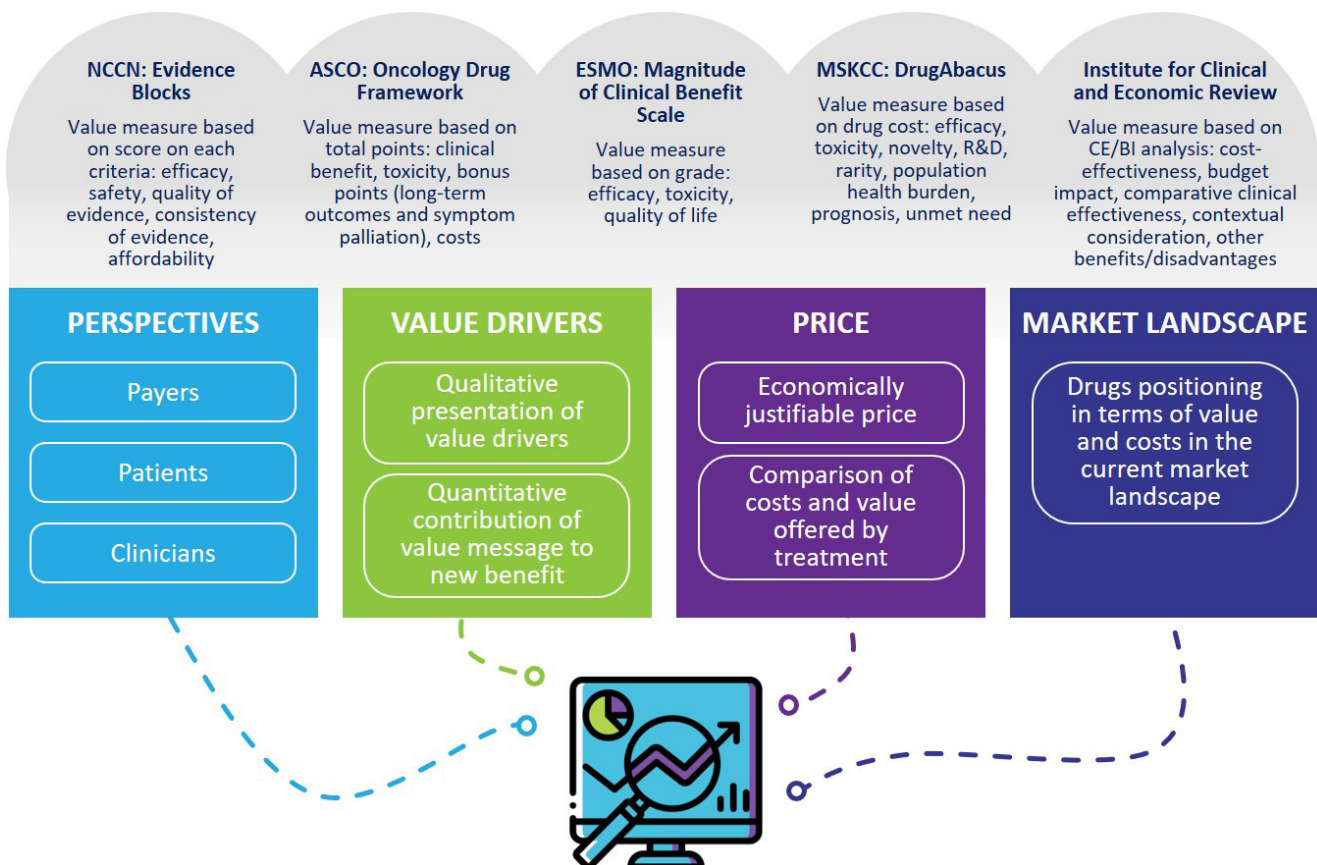 NCCN: Evidence
Blocks
Value measure based
on score on each
criteria: efficacy,
safety, quality of
evidence, consistency
of evidence,
affordability
ASCO: Oncology Drug
Framework
Value measure based on
total points: clinical
benefit, toxicity, bonus
points (long-term
outcomes and symptom
palliation), costs
ESMO: Magnitude
of Clinical Benefit
Scale
Value measure
based on grade:
efficacy, toxicity,
quality of life
MSKCC: DrugAbacus
Value measure based
on drug cost: efficacy,
toxicity, novelty, R&D,
rarity, population
health burden,
prognosis, unmet need
Institute for Clinical
and Economic Review
Value measure based on
CE/BI analysis: cost-
effectiveness, budget
impact, comparative clinical
effectiveness, contextual
consideration, other
benefits/disadvantages
PERSPECTIVES
Payers
Patients
Clinicians
VALUE DRIVERS
Qualitative
presentation of
value drivers
Quantitative
contribution of
value message to
new benefit
PRICE
Economically
justifiable price
Comparison of
costs and value
offered by
treatment
MARKET LANDSCAPE
Drugs positioning
in terms of value
and costs in the
current market
landscape